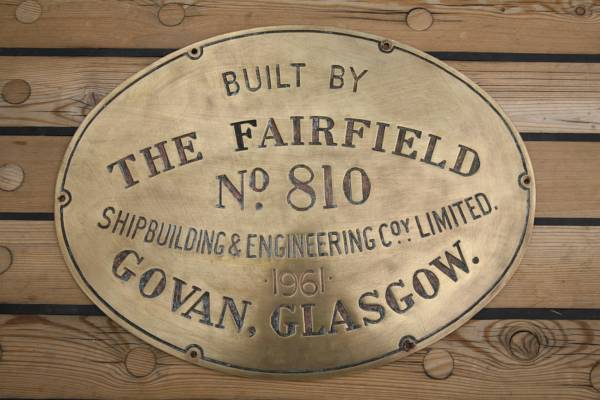 BUILT BY
THE FAIRFIELD
Nº 810
SHIPBUILDING & ENGINEERING COY. LIMITED.
·1961·
GOVAN, GLASGOW.